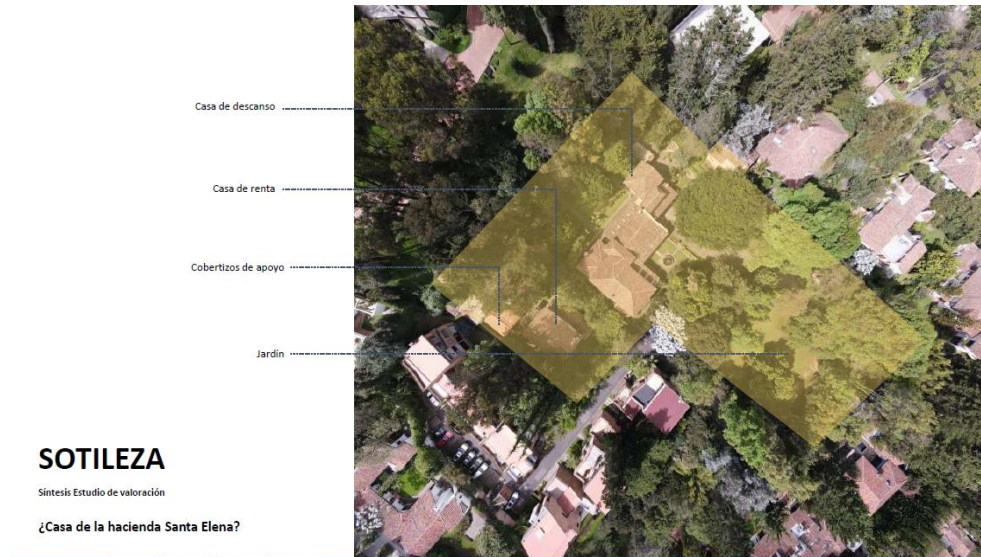 Casa de descanso
Casa de renta
Cobertizos de apoyo
Jardín
SOTILEZA
Síntesis Estudio de valoración
¿Casa de la hacienda Santa Elena?